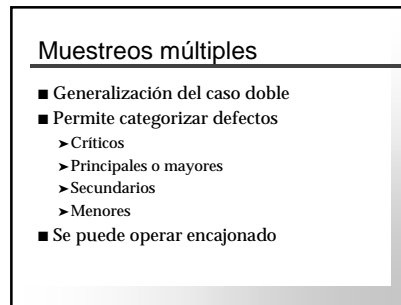 Muestreos múltiples
■ Generalización del caso doble
■ Permite categorizar defectos
➤Críticos
➤Principales o mayores
➤Secundarios
➤Menores
■ Se puede operar encajonado